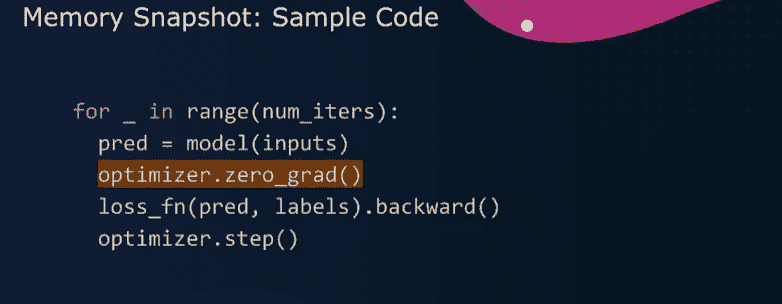 Memory Snapshot: Sample Code
for _ in range(num_iters):
pred = model(inputs)
optimizer.zero_grad()
loss_fn(pred, labels).backward()
optimizer.step()